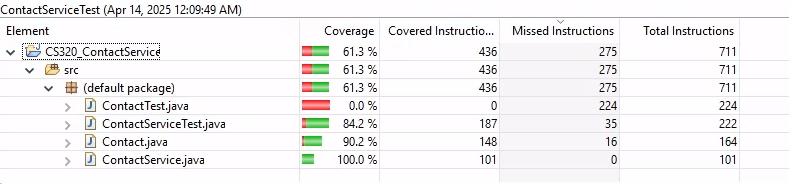 ContactServiceTest (Apr 14, 2025 12:09:49 AM)
Element Coverage Covered Instructio... Missed Instructions Total Instructions
CS320_ContactService 61.3 % 436 275 711
src 61.3 % 436 275 711
(default package) 61.3 % 436 275 711
ContactTest.java 0.0 % 0 224 224
ContactServiceTest.java 84.2 % 187 35 222
Contact.java 90.2 % 148 16 164
ContactService.java 100.0 % 101 0 101